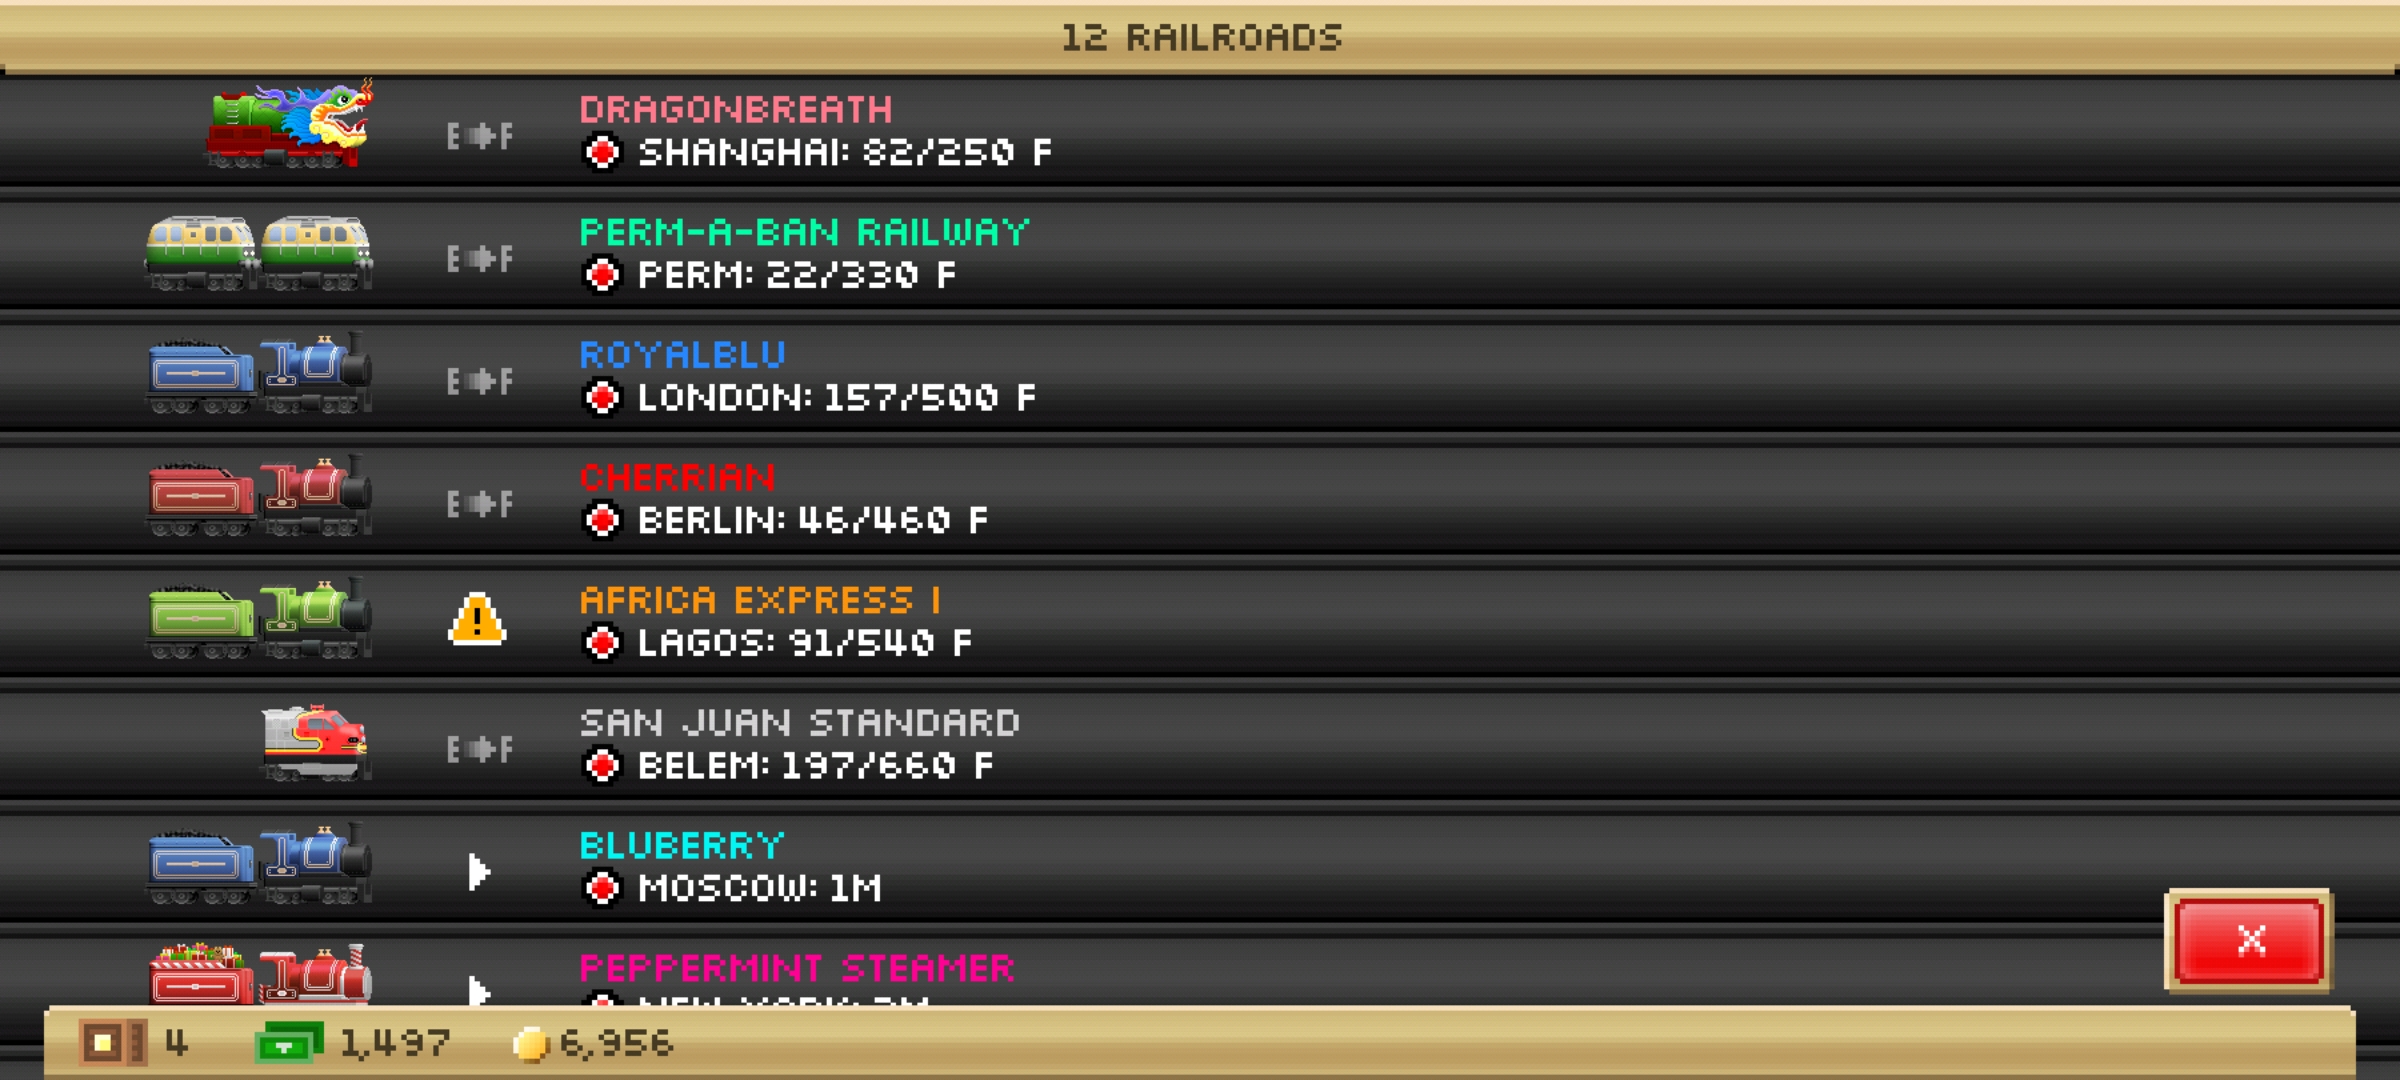 12 RAILROADS
E F
DRAGONBREATH
SHANGHAI: 82/250 F
E F
PERM-A-BAN RAILWAY
PERM: 22/330 F
E F
ROYALBLU
LONDON: 157/500 F
E F
CHERRIAN
BERLIN: 46/460 F
!
AFRICA EXPRESS I
LAGOS: 91/540 F
E F
SAN JUAN STANDARD
BELEM: 197/660 F
BLUBERRY
MOSCOW: 1M
PEPPERMINT STEAMER
X
4 1,497 6,956